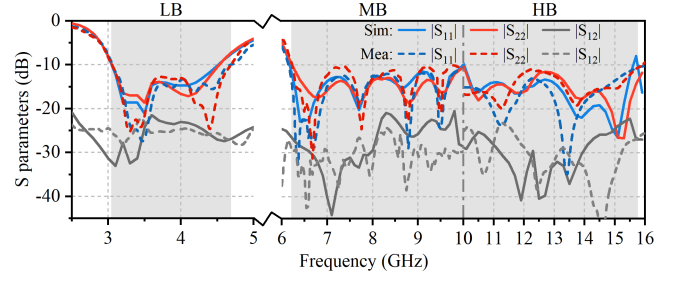 LB MB HB
Sim: |S11| |S22| |S12|
Mea: |S11| |S22| |S12|
S parameters (dB)
0
-10
-20
-30
-40
3 4 5 6 7 8 9 10 11 12 13 14 15 16
Frequency (GHz)